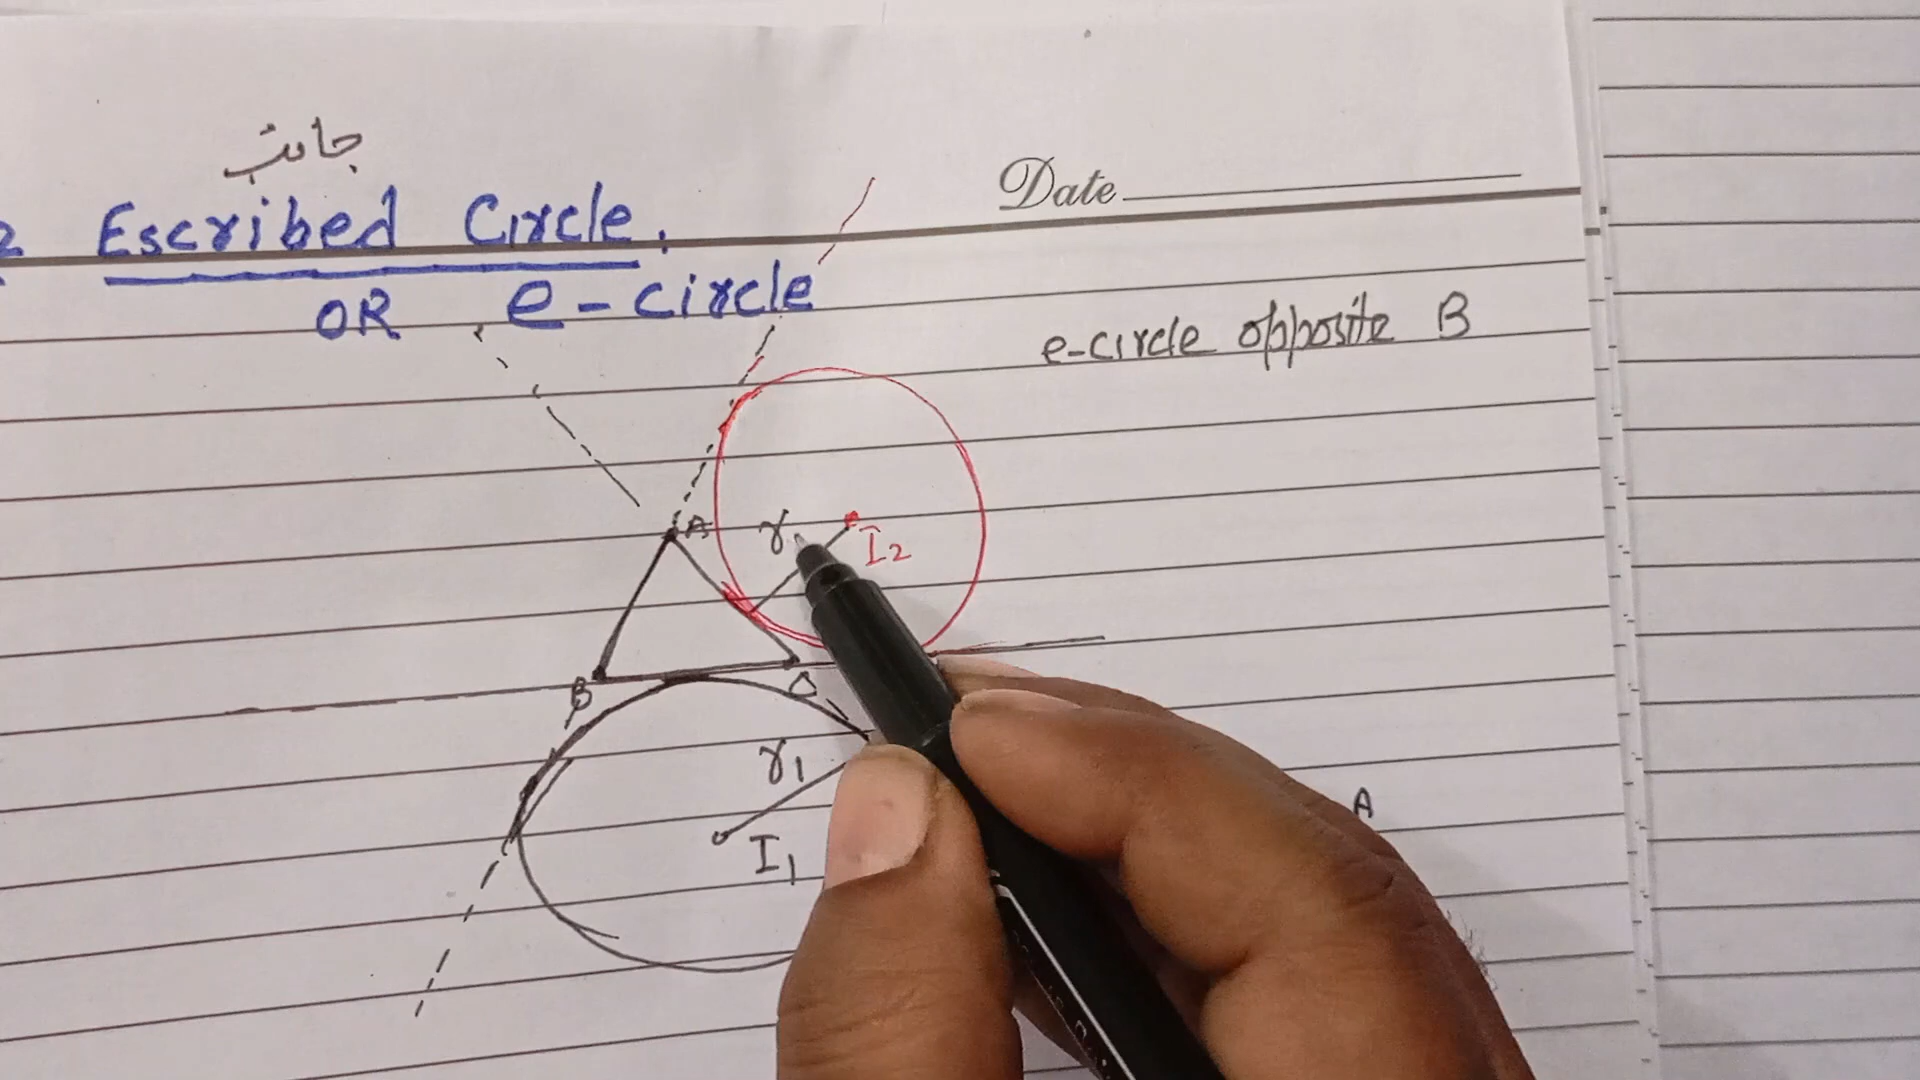 جانب
Escribed Circle.
OR e-circle
Date
e-circle opposite B
A
r
I2
B
C
r1
I1
A